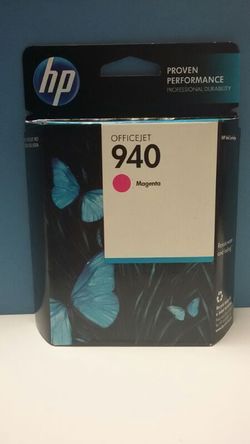 hp
PROVEN
PERFORMANCE
PROFESSIONAL DURABILITY
OFFICEJET
940
Magenta